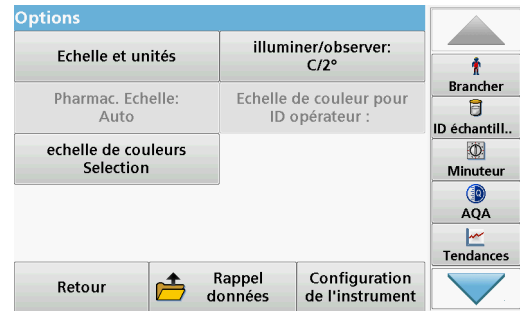 Options
Echelle et unités
illuminer/observer:
C/2°
Pharmac. Echelle:
Auto
Echelle de couleur pour
ID opérateur :
echelle de couleurs
Selection
Retour
Rappel
données
Configuration
de l'instrument
Brancher
ID échantill..
Minuteur
AQA
Tendances